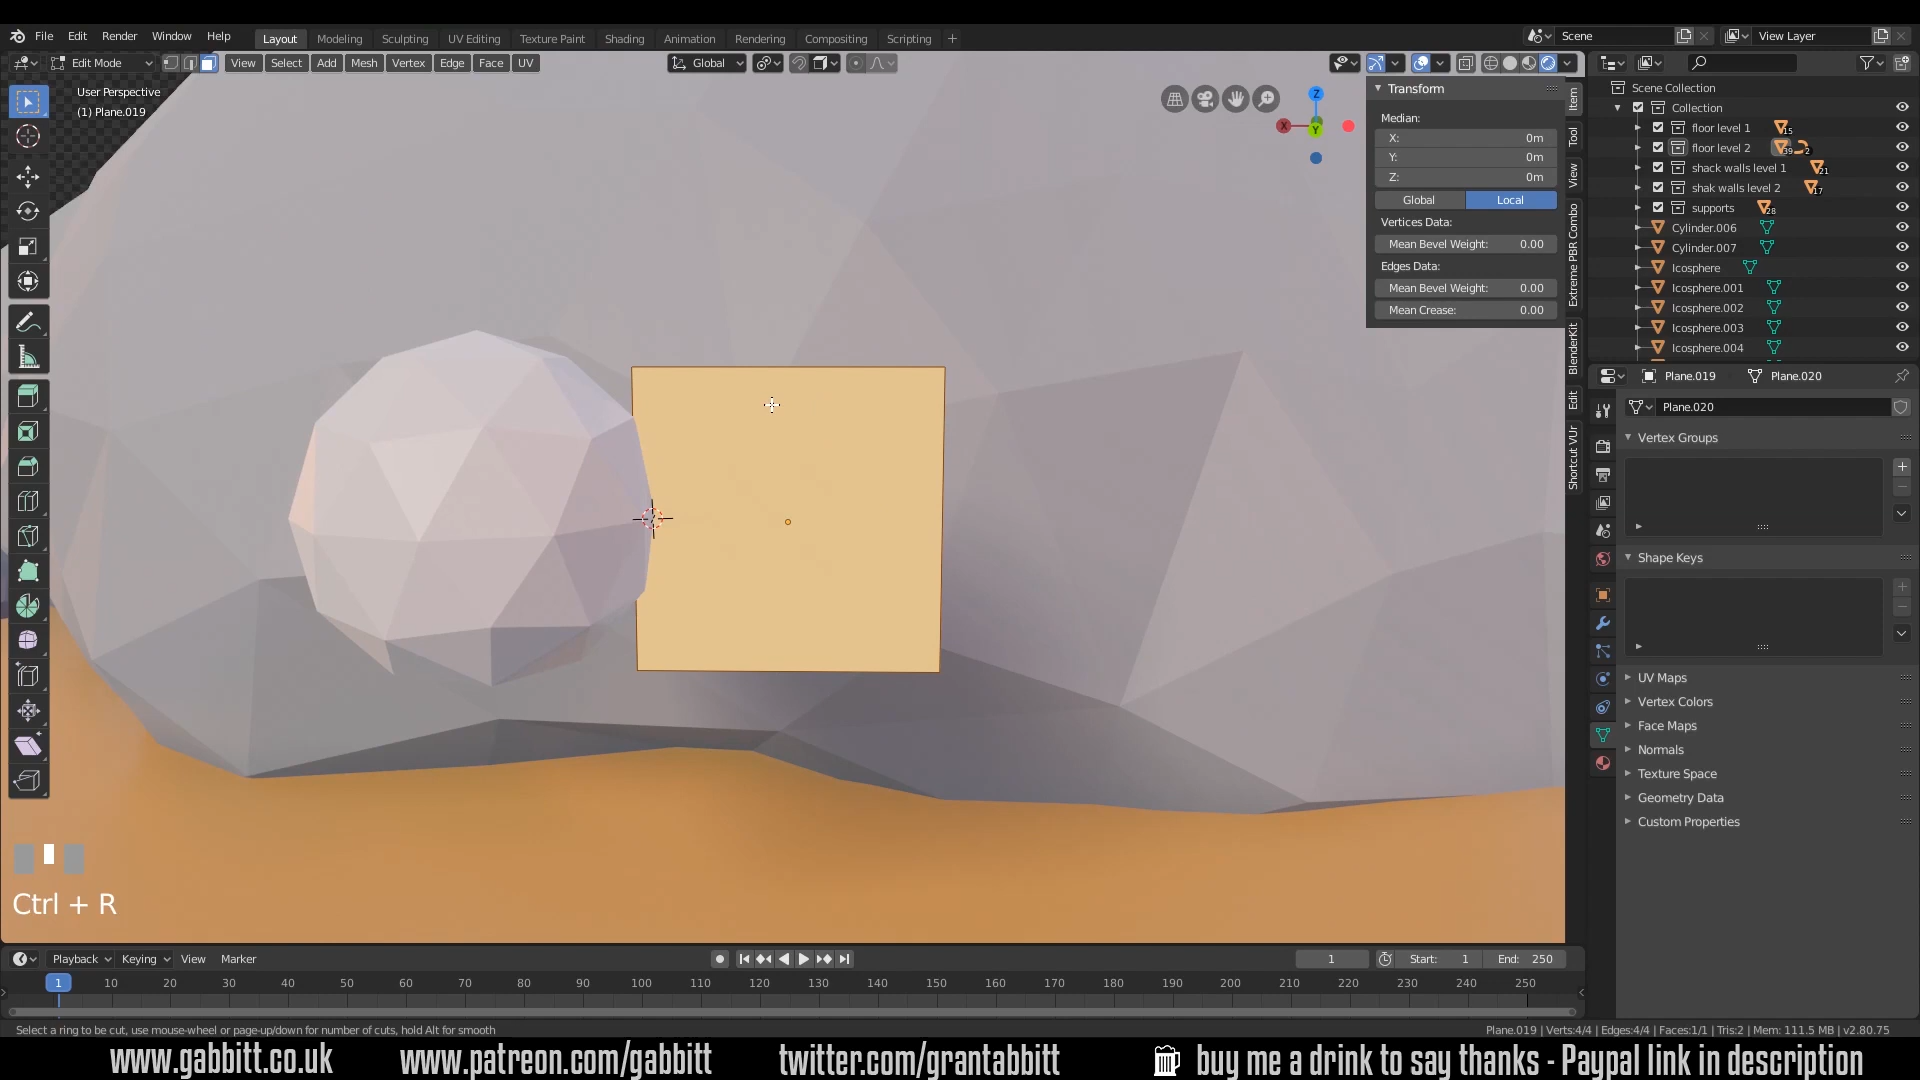 File Edit Render Window Help Layout Modeling Sculpting UV Editing Texture Paint Shading Animation Rendering Compositing Scripting + Scene View Layer
Edit Mode View Select Add Mesh Vertex Edge Face UV Global
User Perspective
(1) Plane.019
Z
X
Y
Transform
Median:
X: 0m
Y: 0m
Z: 0m
Global Local
Vertices Data:
Mean Bevel Weight: 0.00
Edges Data:
Mean Bevel Weight: 0.00
Mean Crease: 0.00
Item
Tool
View
Extreme PBR Combo
BlenderKit
Edit
Shortcut VUr
Scene Collection
Collection
floor level 1 15
floor level 2 39 2
shack walls level 1 21
shak walls level 2 17
supports 28
Cylinder.006
Cylinder.007
Icosphere
Icosphere.001
Icosphere.002
Icosphere.003
Icosphere.004
Plane.019 Plane.020
Plane.020
Vertex Groups
Shape Keys
UV Maps
Vertex Colors
Face Maps
Normals
Texture Space
Geometry Data
Custom Properties
Ctrl + R
Playback Keying View Marker 1 Start: 1 End: 250
1 10 20 30 40 50 60 70 80 90 100 110 120 130 140 150 160 170 180 190 200 210 220 230 240 250
Select a ring to be cut, use mouse-wheel or page-up/down for number of cuts, hold Alt for smooth
Plane.019 | Verts:4/4 | Edges:4/4 | Faces:1/1 | Tris:2 | Mem: 111.5 MB | v2.80.75
www.gabbitt.co.uk www.patreon.com/gabbitt twitter.com/grantabbitt buy me a drink to say thanks - Paypal link in description